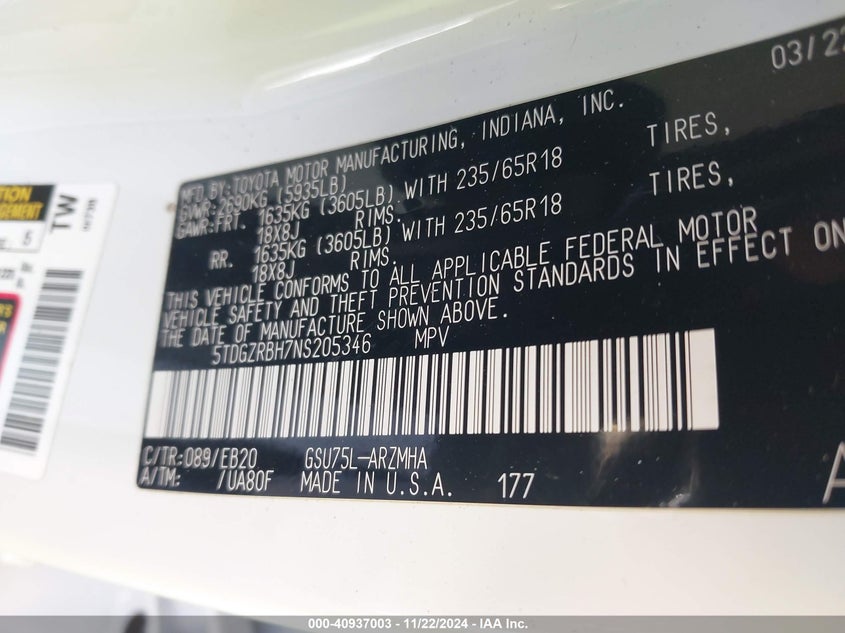 03/22
MFD BY:TOYOTA MOTOR MANUFACTURING, INDIANA, INC.
GVWR:2690KG (5935LB)
GAWR:FRT. 1635KG (3605LB) WITH 235/65R18 TIRES,
18X8J RIMS.
RR. 1635KG (3605LB) WITH 235/65R18 TIRES,
18X8J RIMS.
THIS VEHICLE CONFORMS TO ALL APPLICABLE FEDERAL MOTOR
VEHICLE SAFETY AND THEFT PREVENTION STANDARDS IN EFFECT ON
THE DATE OF MANUFACTURE SHOWN ABOVE.
5TDGZRBH7NS205346 MPV
C/TR:089/EB20 GSU75L-ARZMHA
A/TM: /UA80F MADE IN U.S.A. 177
A
TW
5
000-40937003 - 11/22/2024 - IAA Inc.